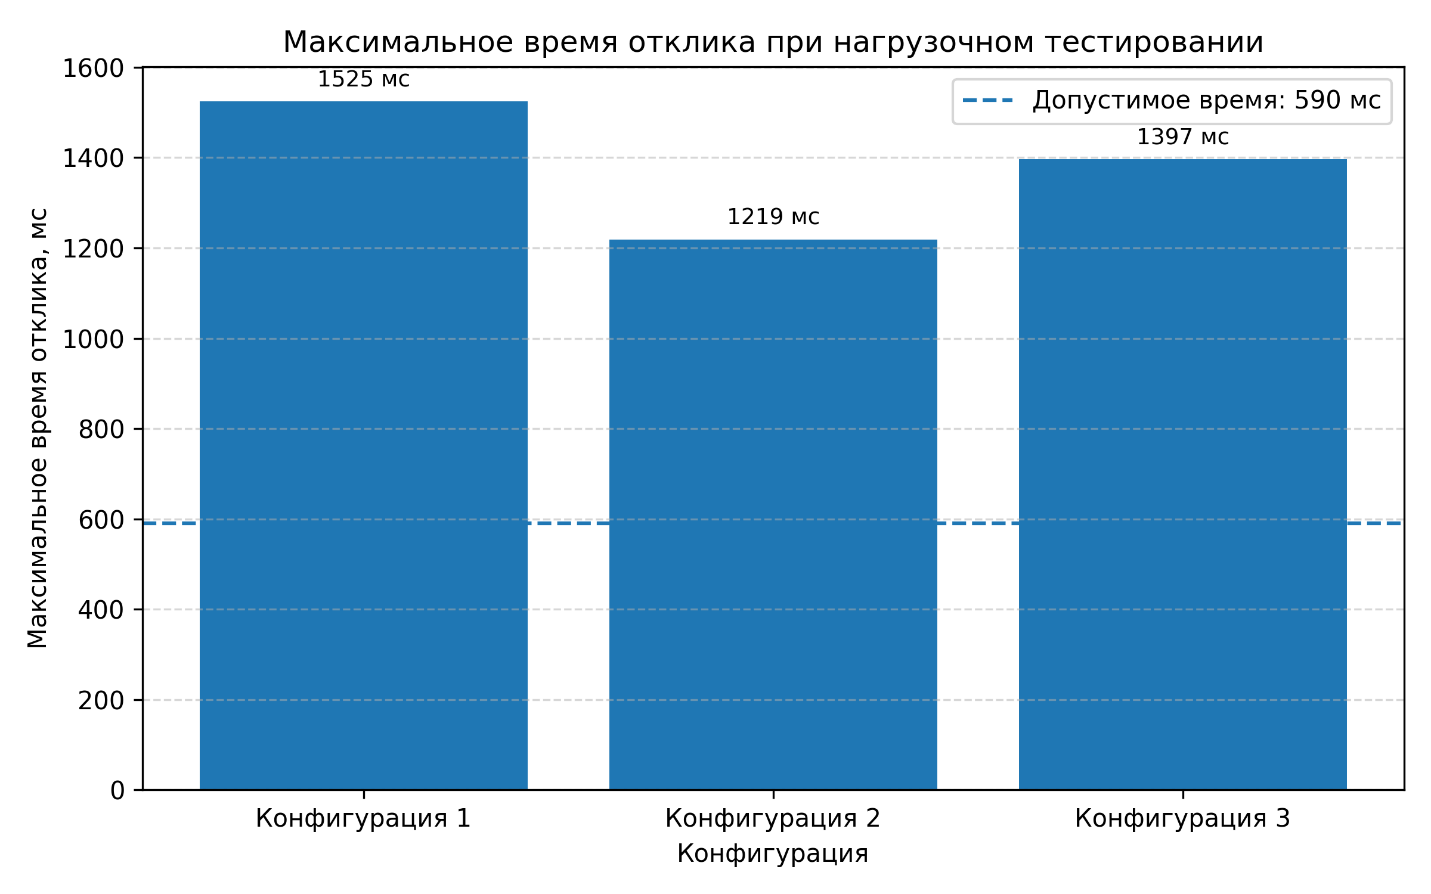 Максимальное время отклика при нагрузочном тестировании
Максимальное время отклика, мс
1600
1400
1200
1000
800
600
400
200
0
1525 мс
1219 мс
1397 мс
Допустимое время: 590 мс
Конфигурация 1
Конфигурация 2
Конфигурация 3
Конфигурация